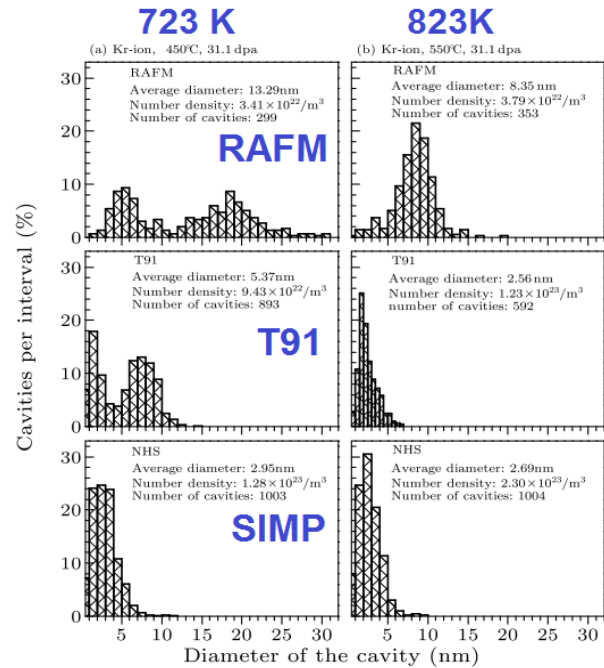 723 K
823K
(a) Kr-ion, 450℃, 31.1 dpa
(b) Kr-ion, 550℃, 31.1 dpa
Cavities per interval (%)
30
20
10
0
RAFM
Average diameter: 13.29nm
Number density: 3.41×10²²/m³
Number of cavities: 299
RAFM
RAFM
Average diameter: 8.35 nm
Number density: 3.79×10²²/m³
Number of cavities: 353
30
20
10
0
T91
Average diameter: 5.37nm
Number density: 9.43×10²²/m³
Number of cavities: 893
T91
T91
Average diameter: 2.56 nm
Number density: 1.23×10²³/m³
number of cavities: 592
30
20
10
0
NHS
Average diameter: 2.95nm
Number density: 1.28×10²³/m³
Number of cavities: 1003
SIMP
NHS
Average diameter: 2.69nm
Number density: 2.30×10²³/m³
Number of cavities: 1004
5 10 15 20 25 30
5 10 15 20 25 30
Diameter of the cavity (nm)